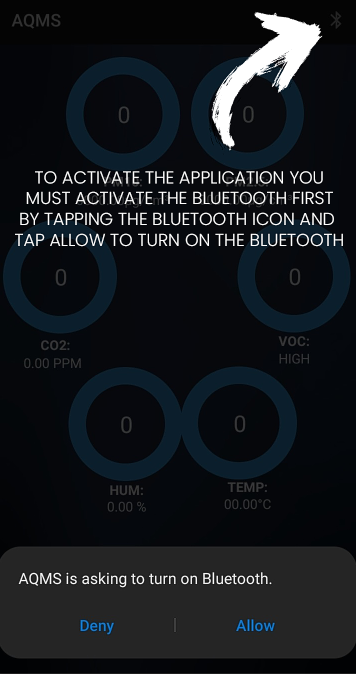 AQMS
0
0
TO ACTIVATE THE APPLICATION YOU
MUST ACTIVATE THE BLUETOOTH FIRST
BY TAPPING THE BLUETOOTH ICON AND
TAP ALLOW TO TURN ON THE BLUETOOTH
0
0
CO2:
0.00 PPM
VOC:
HIGH
0
0
HUM:
0.00 %
TEMP:
00.00°C
AQMS is asking to turn on Bluetooth.
Deny | Allow